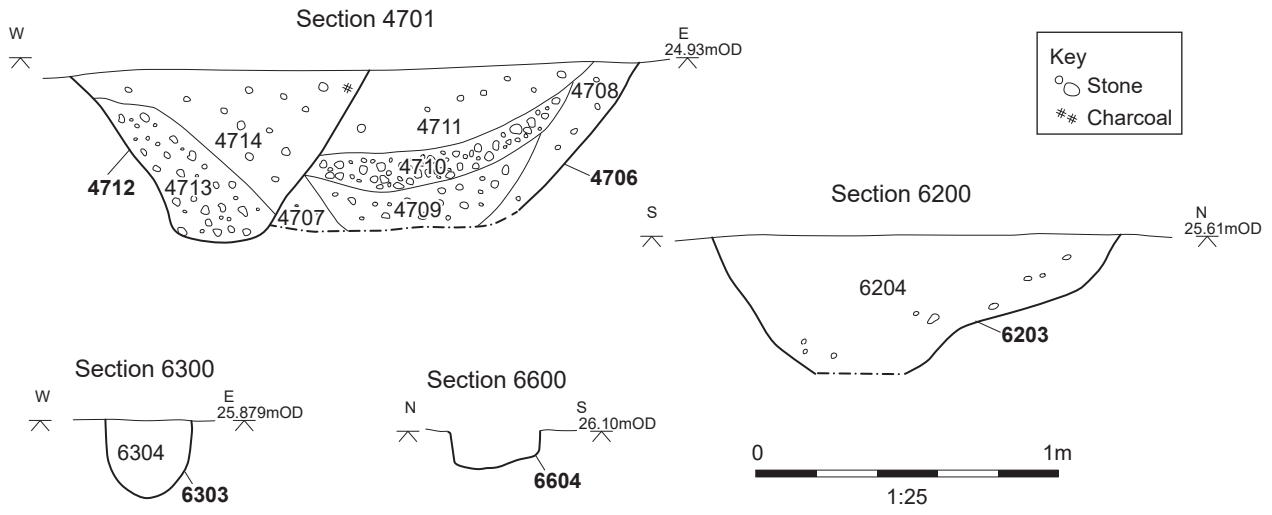 Section 4701
W
E
24.93mOD
4708
4714
4711
4710
4712
4713
4706
4707
4709
Key
Stone
Charcoal
Section 6200
S
N
25.61mOD
6204
6203
Section 6300
W
E
25.879mOD
6304
6303
Section 6600
N
S
26.10mOD
6604
0
1m
1:25